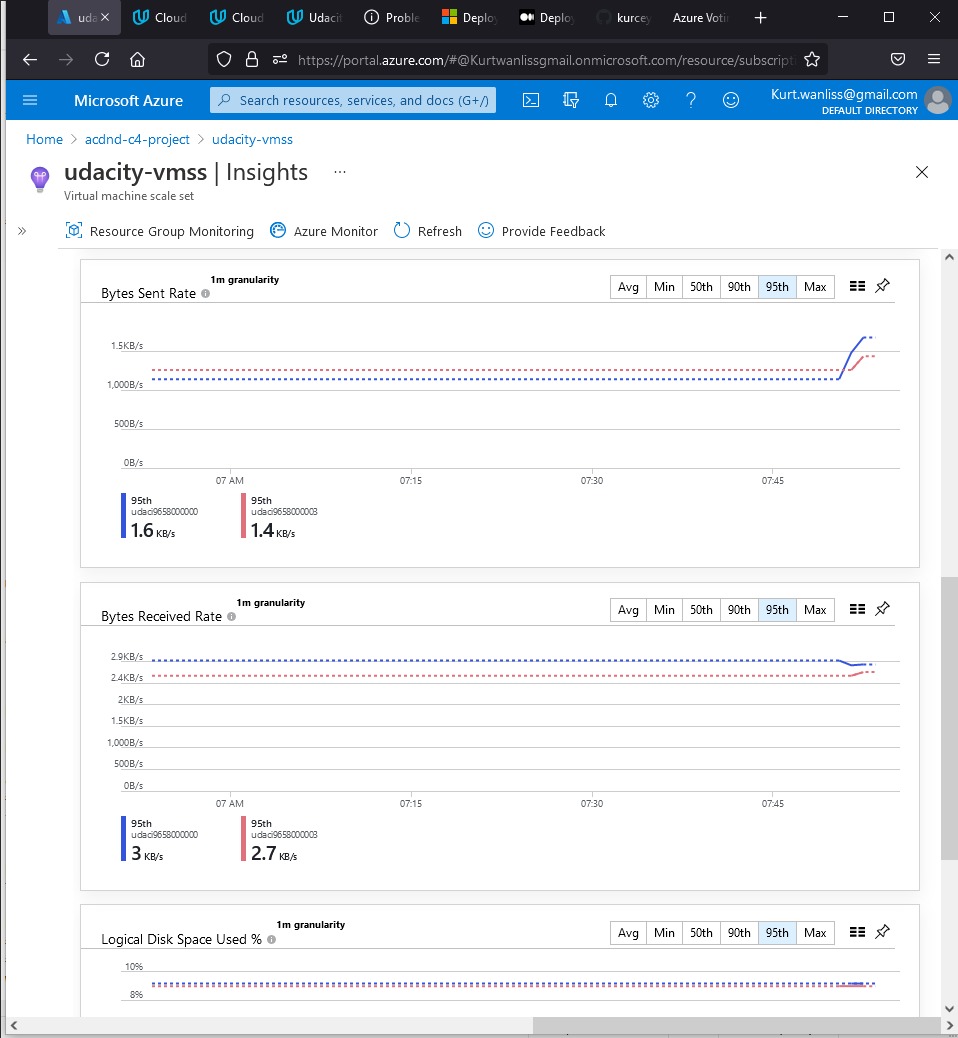 uda
Cloud
Cloud
Udacit
Proble
Deploy
Deploy
kurcey
Azure Voti
https://portal.azure.com/#@Kurtwanlissgmail.onmicrosoft.com/resource/subscripti
Microsoft Azure
Search resources, services, and docs (G+/)
Kurt.wanliss@gmail.com
DEFAULT DIRECTORY
Home > acdnd-c4-project > udacity-vmss
udacity-vmss | Insights ...
Virtual machine scale set
Resource Group Monitoring
Azure Monitor
Refresh
Provide Feedback
Bytes Sent Rate
1m granularity
Avg Min 50th 90th 95th Max
1.5KB/s
1,000B/s
500B/s
0B/s
07 AM 07:15 07:30 07:45
95th
udaci9658000000
1.6 KB/s
95th
udaci9658000003
1.4 KB/s
Bytes Received Rate
1m granularity
Avg Min 50th 90th 95th Max
2.9KB/s
2.4KB/s
2KB/s
1.5KB/s
1,000B/s
500B/s
0B/s
07 AM 07:15 07:30 07:45
95th
udaci9658000000
3 KB/s
95th
udaci9658000003
2.7 KB/s
Logical Disk Space Used %
1m granularity
Avg Min 50th 90th 95th Max
10%
8%